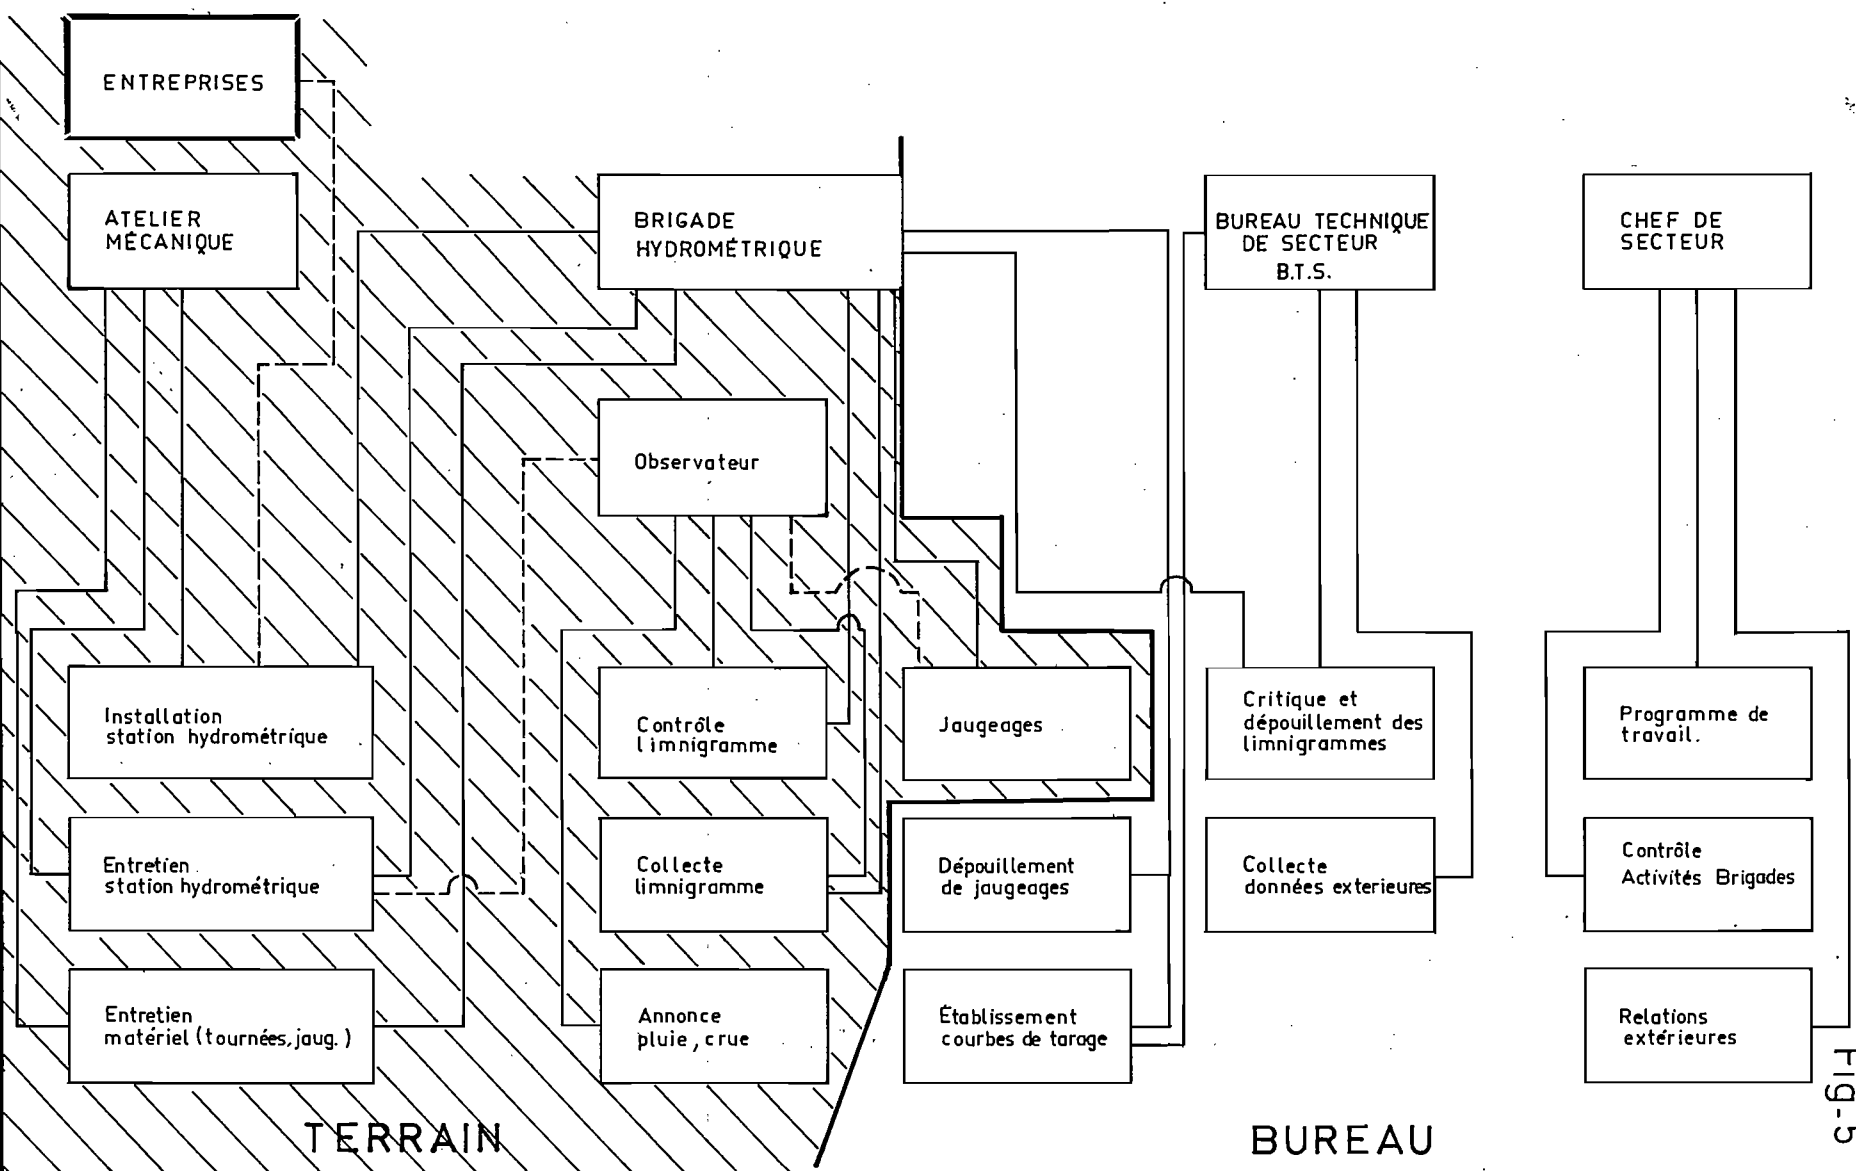 ENTREPRISES
ATELIER
MÉCANIQUE
BRIGADE
HYDROMÉTRIQUE
BUREAU TECHNIQUE
DE SECTEUR
B.T.S.
CHEF DE
SECTEUR
Observateur
Installation
station hydrométrique
Contrôle
limnigramme
Jaugeages
Critique et
dépouillement des
limnigrammes
Programme de
travail.
Entretien
station hydrométrique
Collecte
limnigramme
Dépouillement
de jaugeages
Collecte
données exterieures
Contrôle
Activités Brigades
Entretien
matériel (tournées, jaug.)
Annonce
pluie, crue
Établissement
courbes de tarage
Relations
extérieures
TERRAIN
BUREAU
Fig-5